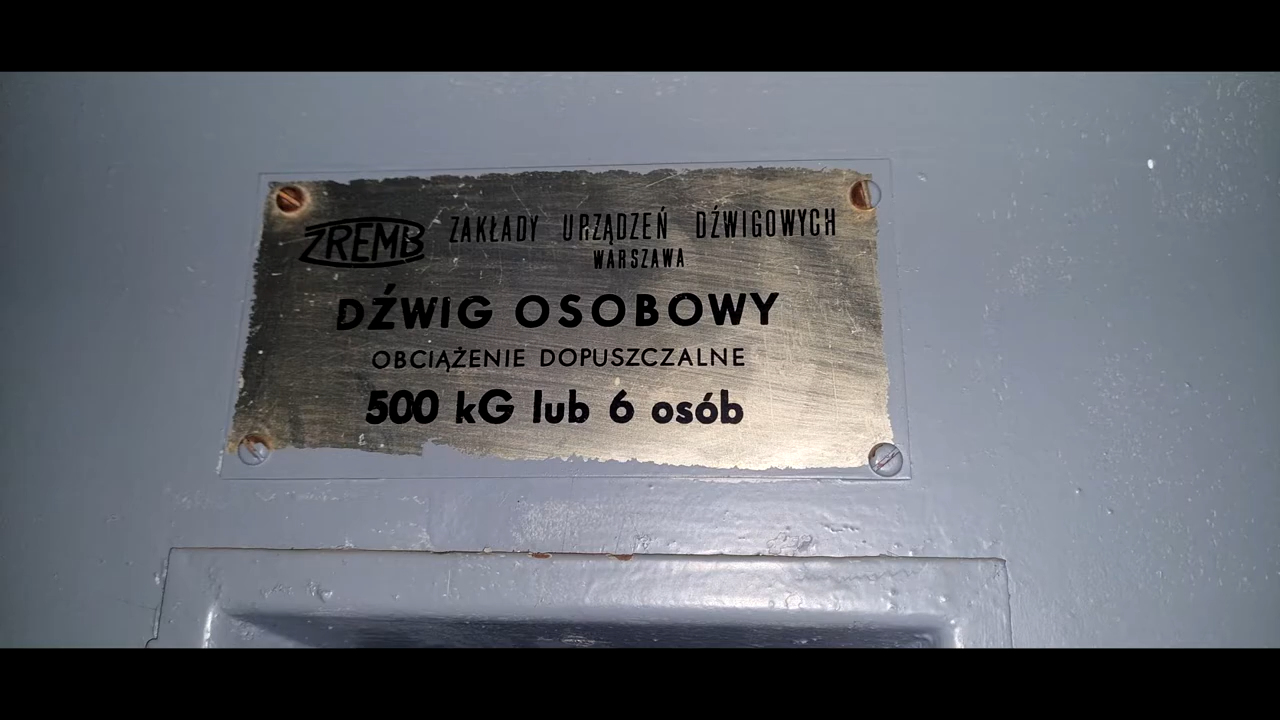 ZREMB ZAKŁADY URZĄDZEŃ DŹWIGOWYCH
WARSZAWA
DŹWIG OSOBOWY
OBCIĄŻENIE DOPUSZCZALNE
500 kG lub 6 osób